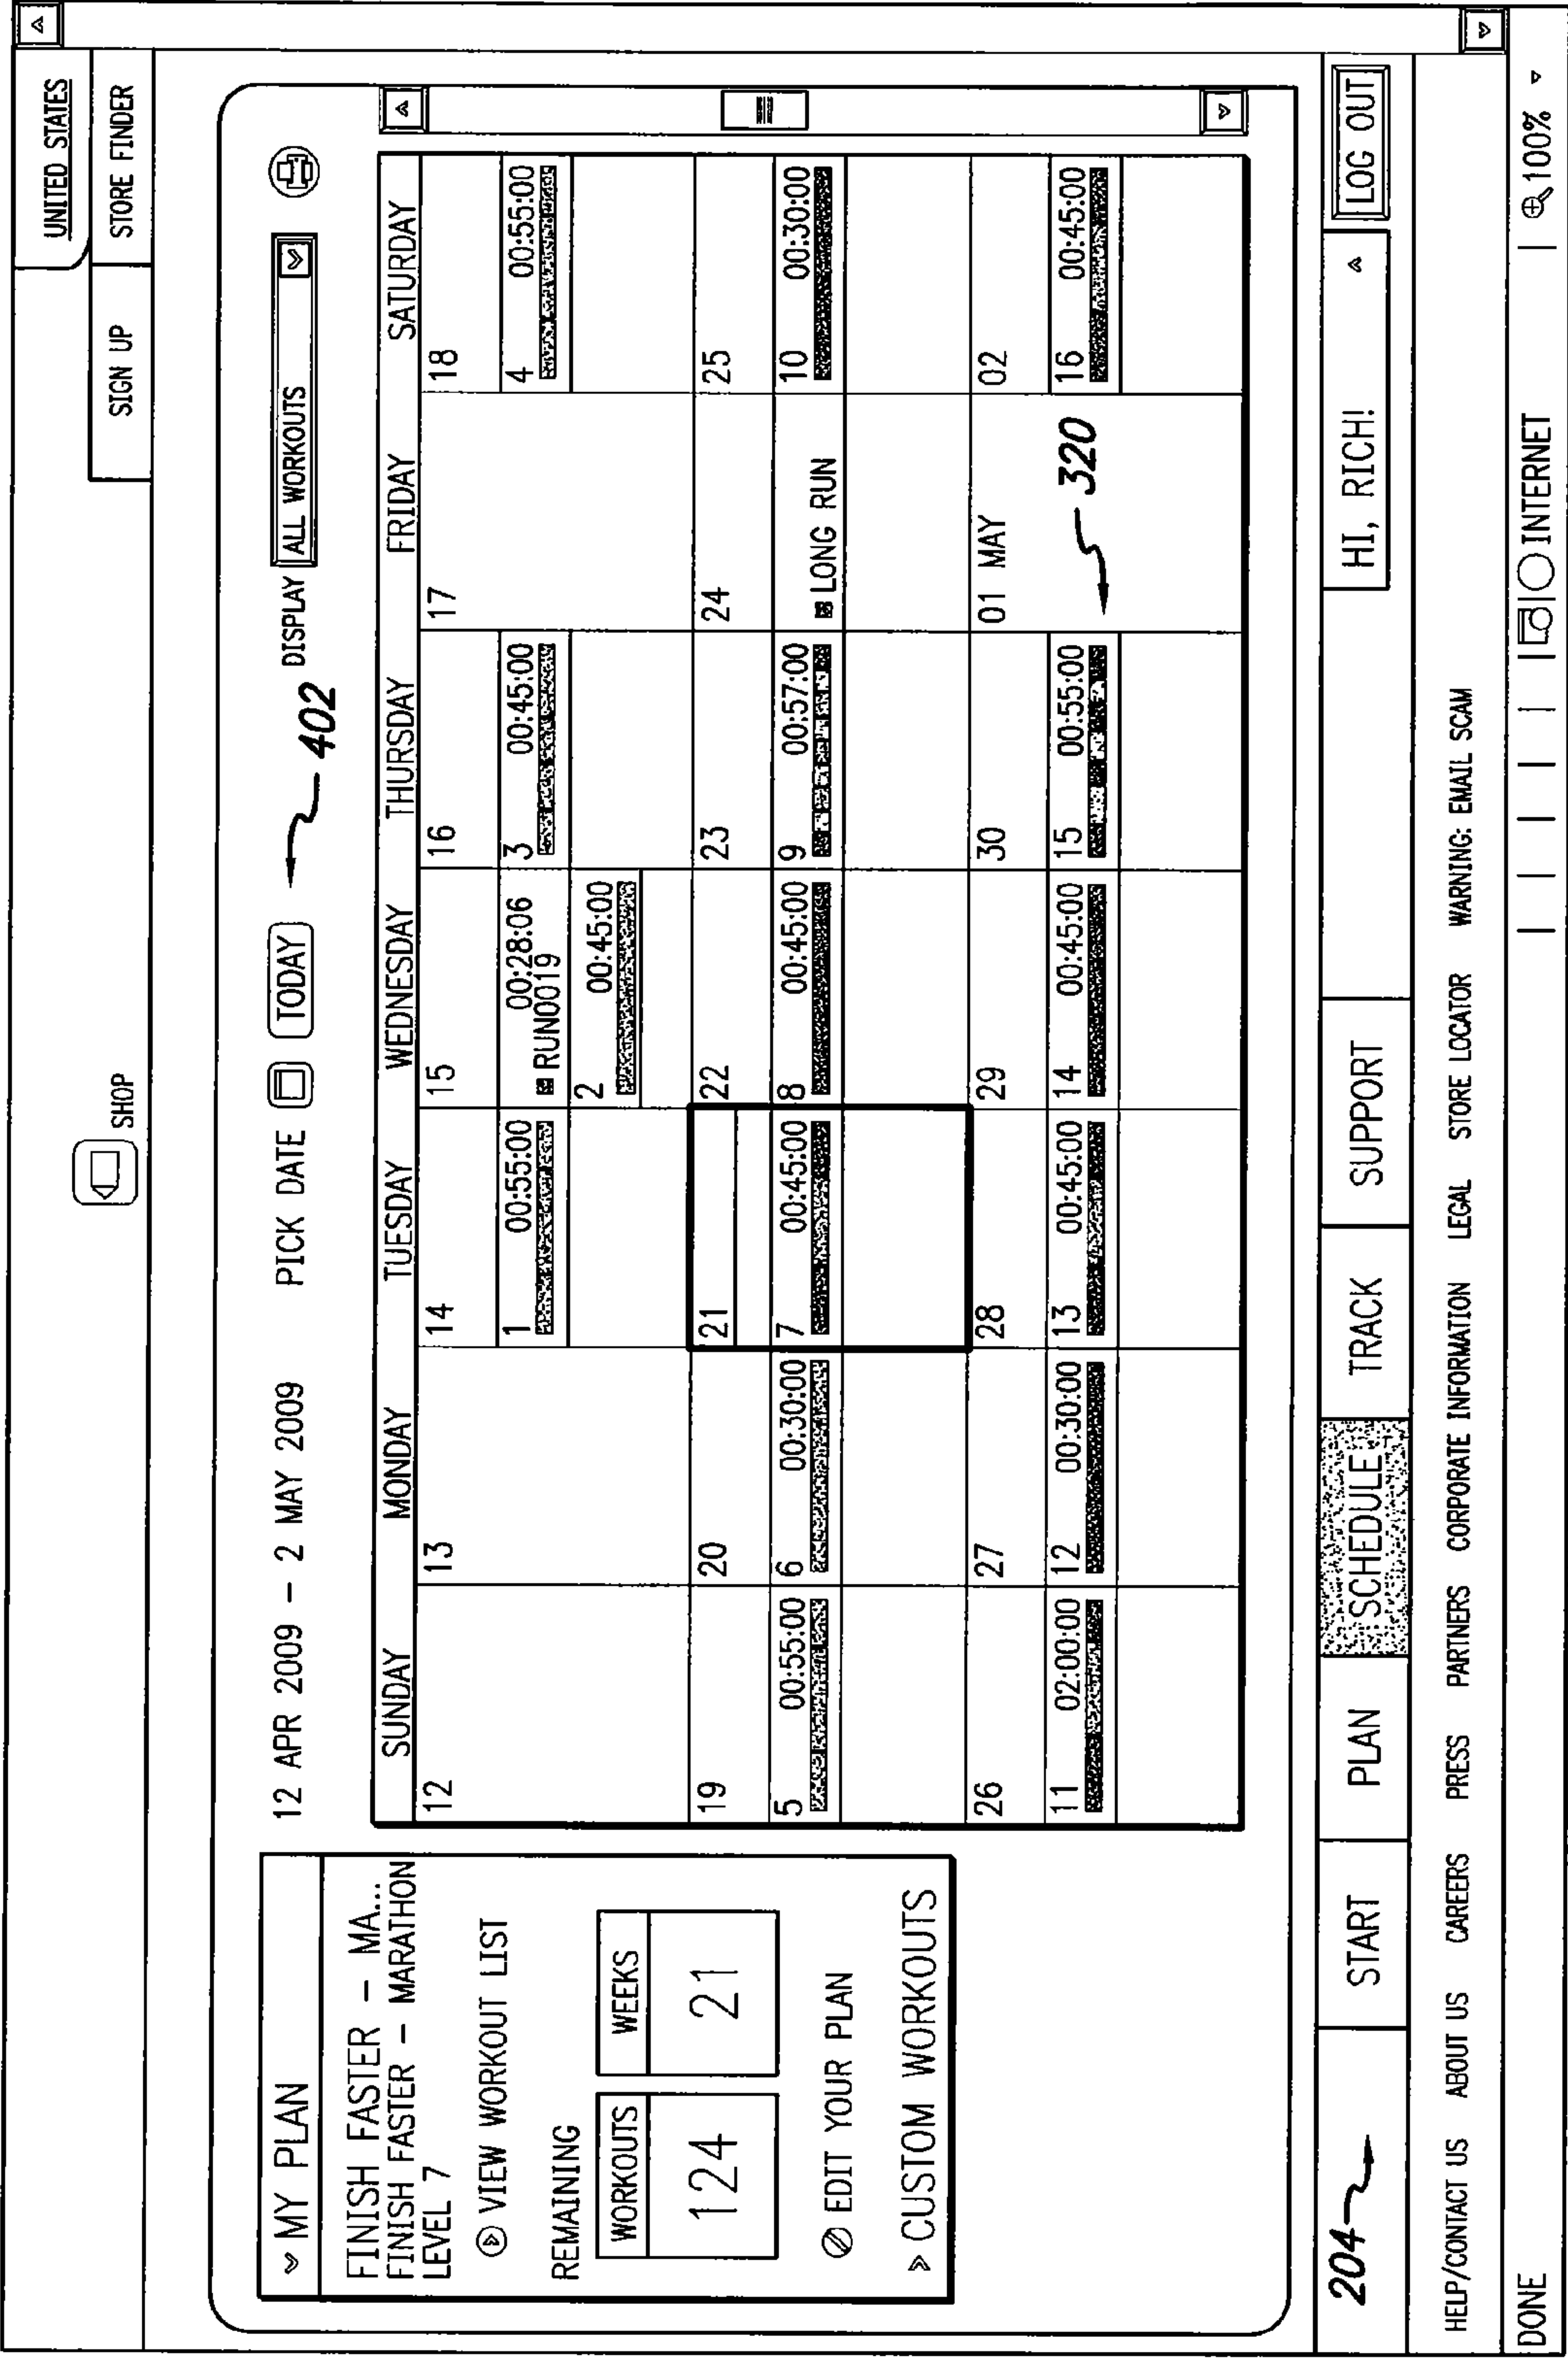 UNITED STATES
SHOP SIGN UP STORE FINDER
12 APR 2009 – 2 MAY 2009 PICK DATE TODAY 402 DISPLAY ALL WORKOUTS
MY PLAN
FINISH FASTER – MA...
FINISH FASTER – MARATHON
LEVEL 7
VIEW WORKOUT LIST
REMAINING
WORKOUTS WEEKS
124 21
EDIT YOUR PLAN
CUSTOM WORKOUTS
SUNDAY MONDAY TUESDAY WEDNESDAY THURSDAY FRIDAY SATURDAY
12 13 14 15 16 17 18
1 00:55:00 00:28:06 3 00:45:00 4 00:55:00
RUN0019
2 00:45:00
19 20 21 22 23 24 25
5 00:55:00 6 00:30:00 7 00:45:00 8 00:45:00 9 00:57:00 10 00:30:00
LONG RUN
26 27 28 29 30 01 MAY 02
11 02:00:00 12 00:30:00 13 00:45:00 14 00:45:00 15 00:55:00 320 16 00:45:00
204 START PLAN SCHEDULE TRACK SUPPORT HI, RICH! LOG OUT
HELP/CONTACT US ABOUT US CAREERS PRESS PARTNERS CORPORATE INFORMATION LEGAL STORE LOCATOR WARNING: EMAIL SCAM
DONE INTERNET 100%